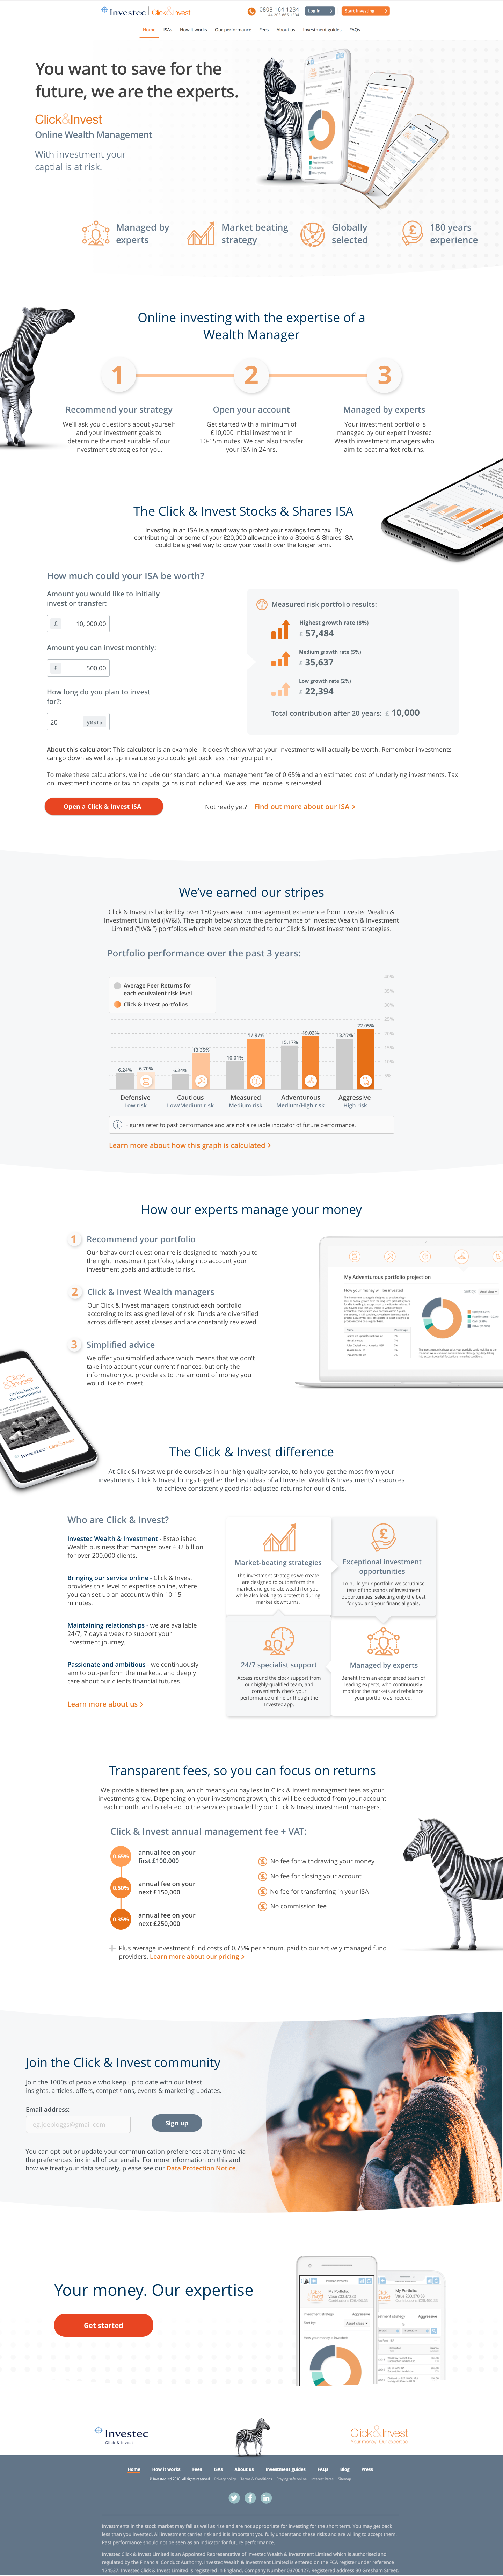 Investec | Click&Invest
0808 164 1234
Log in
Start Investing
Home ISAs How it works Our performance Fees About us Investment guides FAQs
You want to save for the
future, we are the experts.
Click&Invest
Online Wealth Management
With investment your
captial is at risk.
Managed by
experts
Market beating
strategy
Globally
selected
180 years
experience
Online investing with the expertise of a
Wealth Manager
1
2
3
Recommend your strategy
We'll ask you questions about yourself
and your investment goals to
determine the most suitable of our
investment strategies for you.
Open your account
Get started with a minimum of
£10,000 initial investment in
10-15minutes. We can also transfer
your ISA in 24hrs.
Managed by experts
Your investment portfolio is
managed by our expert Investec
Wealth investment managers who
aim to beat market returns.
The Click & Invest Stocks & Shares ISA
Investing in an ISA is a smart way to protect your savings from tax. By
contributing all or some of your £20,000 allowance into a Stocks & Shares ISA
could be a great way to grow your wealth over the longer term.
How much could your ISA be worth?
Amount you would like to initially
invest or transfer:
£ 10, 000.00
Amount you can invest monthly:
£ 500.00
How long do you plan to invest
for?:
20 years
Measured risk portfolio results:
Highest growth rate (8%)
£ 57,484
Medium growth rate (5%)
£ 35,637
Low growth rate (2%)
£ 22,394
Total contribution after 20 years: £ 10,000
About this calculator: This calculator is an example - it doesn't show what your investments will actually be worth. Remember investments
can go down as well as up in value so you could get back less than you put in.
To make these calculations, we include our standard annual management fee of 0.65% and an estimated cost of underlying investments. Tax
on investment income or tax on capital gains is not included. We assume income is reinvested.
Open a Click & Invest ISA
Not ready yet? Find out more about our ISA >
We've earned our stripes
Click & Invest is backed by over 180 years wealth management experience from Investec Wealth &
Investment Limited (IW&I). The graph below shows the performance of Investec Wealth & Investment
Limited ("IW&I") portfolios which have been matched to our Click & Invest investment strategies.
Portfolio performance over the past 3 years:
Average Peer Returns for
each equivalent risk level
Click & Invest portfolios
40%
35%
30%
25%
20%
15%
10%
5%
6.24% 6.70%
6.24% 13.35%
10.01% 17.97%
15.17% 19.03%
18.47% 22.05%
Defensive
Low risk
Cautious
Low/Medium risk
Measured
Medium risk
Adventurous
Medium/High risk
Aggressive
High risk
Figures refer to past performance and are not a reliable indicator of future performance.
Learn more about how this graph is calculated >
How our experts manage your money
1 Recommend your portfolio
Our behavioural questionairre is designed to match you to
the right investment portfolio, taking into account your
investment goals and attitude to risk.
2 Click & Invest Wealth managers
Our Click & Invest managers construct each portfolio
according to its assigned level of risk. Funds are diversified
across different asset classes and are constantly reviewed.
3 Simplified advice
We offer you simplified advice which means that we don't
take into account your current finances, but only the
information you provide us to the amount of money you
would like to invest.
My Adventurous portfolio projection
How your money will be invested
Click&Invest
Giving back to
the Community
Investec Click&Invest
The Click & Invest difference
At Click & Invest we pride ourselves in our high quality service, to help you get the most from your
investments. Click & Invest brings together the best ideas of all Investec Wealth & Investments' resources
to achieve consistently good risk-adjusted returns for our clients.
Who are Click & Invest?
Investec Wealth & Investment - Established
Wealth business that manages over £32 billion
for over 200,000 clients.
Bringing our service online - Click & Invest
provides this level of expertise online, where
you can set up an account within 10-15
minutes.
Maintaining relationships - we are available
24/7, 7 days a week to support your
investment journey.
Passionate and ambitious - we continuously
aim to out-perform the markets, and deeply
care about our clients financial futures.
Learn more about us >
Market-beating strategies
The investment strategies we create
are designed to outperform the
market and generate wealth for you,
while also looking to protect it during
market downturns.
Exceptional investment
opportunities
To build your portfolio we scrutinise
tens of thousands of investment
opportunities, selecting only the best
for you and your financial goals.
24/7 specialist support
Access round the clock support from
our highly-qualified team, and
conveniently check your
performance online or though the
Investec app.
Managed by experts
Benefit from an experienced team of
leading experts, who continuously
monitor the markets and rebalance
your portfolio as needed.
Transparent fees, so you can focus on returns
We provide a tiered fee plan, which means you pay less in Click & Invest managment fees as your
investments grow. Depending on your investment growth, this will be deducted from your account
each month, and is related to the services provided by our Click & Invest investment managers.
Click & Invest annual management fee + VAT:
0.65% annual fee on your
first £100,000
0.50% annual fee on your
next £150,000
0.35% annual fee on your
next £250,000
No fee for withdrawing your money
No fee for closing your account
No fee for transferring in your ISA
No commission fee
Plus average investment fund costs of 0.75% per annum, paid to our actively managed fund
providers. Learn more about our pricing >
Join the Click & Invest community
Join the 1000s of people who keep up to date with our latest
insights, articles, offers, competitions, events & marketing updates.
Email address:
eg.joebloggs@gmail.com
Sign up
You can opt-out or update your communication preferences at any time via
the preferences link in all of our emails. For more information on this and
how we treat your data securely, please see our Data Protection Notice.
Your money. Our expertise
Get started
My Portfolio:
Aggressive
Investec
Click & Invest
Click&Invest
Your money. Our expertise
Home How it works Fees ISAs About us Investment guides FAQs Blog Press
Privacy policy Terms & Conditions Staying safe online Interest Rates Sitemap
Investments in the stock market may fall as well as rise and are not appropriate for investing for the short term. You may get back
less than you invested. All investment carries risk and it is important you fully understand these risks and are willing to accept them.
Past performance should not be seen as an indicator for future performance.
Investec Click & Invest Limited is an Appointed Representative of Investec Wealth & Investment Limited which is authorised and
regulated by the Financial Conduct Authority. Investec Wealth & Investment Limited is entered on the FCA register under reference
124537. Investec Click & Invest Limited is registered in England, Company Number 03700427. Registered address 30 Gresham Street,